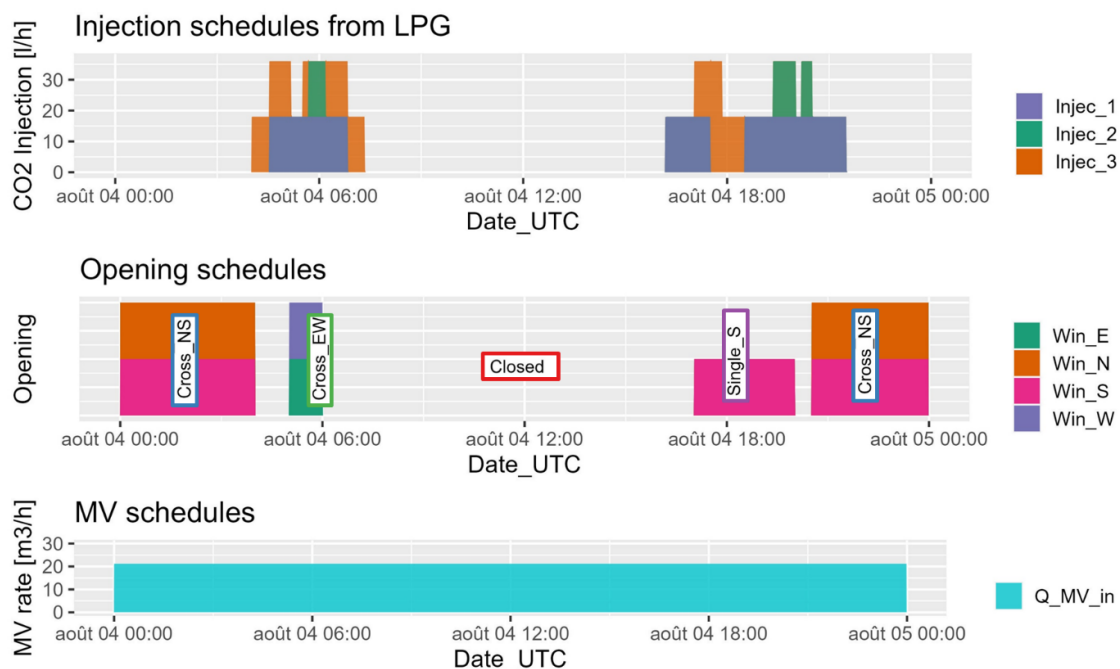 Injection schedules from LPG
CO2 Injection [l/h]
30
20
10
0
août 04 00:00
août 04 06:00
août 04 12:00
août 04 18:00
août 05 00:00
Date_UTC
Injec_1
Injec_2
Injec_3
Opening schedules
Opening
Cross_NS
Cross_EW
Closed
Single_S
Cross_NS
août 04 00:00
août 04 06:00
août 04 12:00
août 04 18:00
août 05 00:00
Date_UTC
Win_E
Win_N
Win_S
Win_W
MV schedules
MV rate [m3/h]
30
20
10
0
août 04 00:00
août 04 06:00
août 04 12:00
août 04 18:00
août 05 00:00
Date_UTC
Q_MV_in